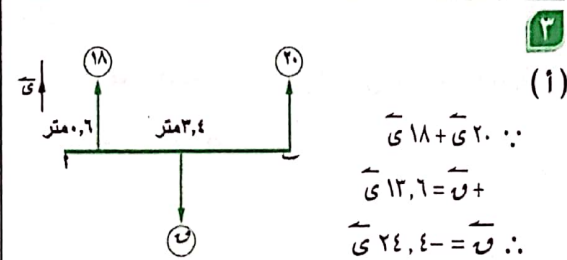 ٣
(أ)
∵ ٢٠ ى + ١٨ ى
+ ق = ١٣,٦ ى
∴ ق = −٢٤,٤ ى
١٨
٢٠
ى
٠,٦ متر
٣,٤ متر
أ
ب
ق